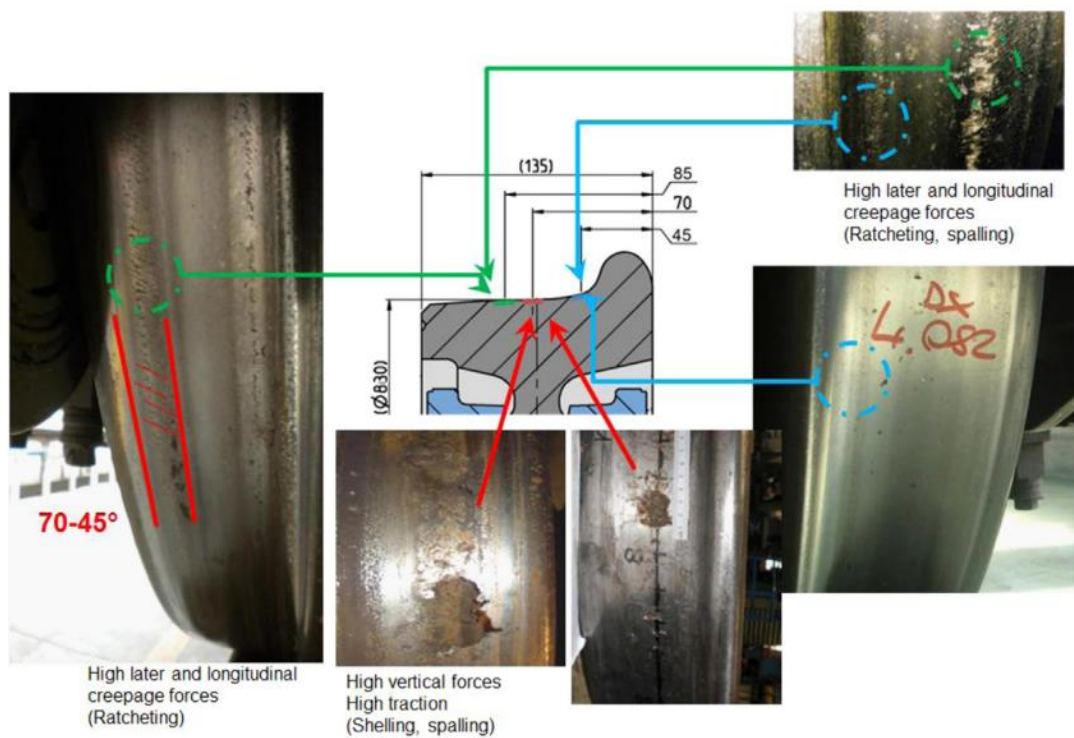 High later and longitudinal
creepage forces
(Ratcheting, spalling)
(135)
85
70
45
(Ø830)
DX
4.082
70-45°
High later and longitudinal
creepage forces
(Ratcheting)
High vertical forces
High traction
(Shelling, spalling)